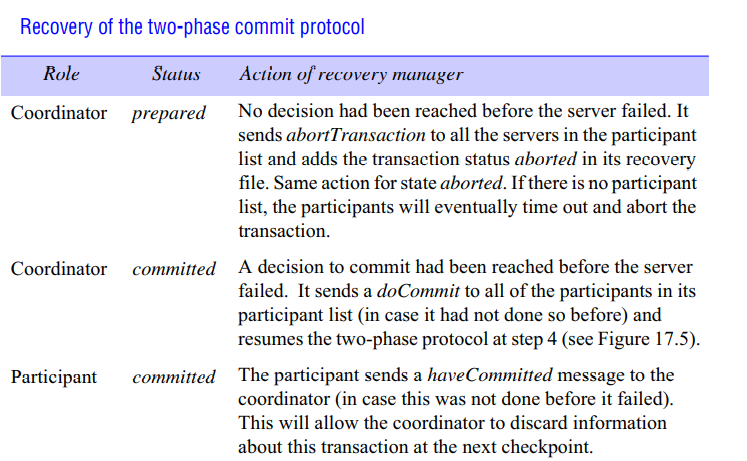 Recovery of the two-phase commit protocol
Role Status Action of recovery manager
Coordinator prepared No decision had been reached before the server failed. It
sends abortTransaction to all the servers in the participant
list and adds the transaction status aborted in its recovery
file. Same action for state aborted. If there is no participant
list, the participants will eventually time out and abort the
transaction.
Coordinator committed A decision to commit had been reached before the server
failed. It sends a doCommit to all of the participants in its
participant list (in case it had not done so before) and
resumes the two-phase protocol at step 4 (see Figure 17.5).
Participant committed The participant sends a haveCommitted message to the
coordinator (in case this was not done before it failed).
This will allow the coordinator to discard information
about this transaction at the next checkpoint.